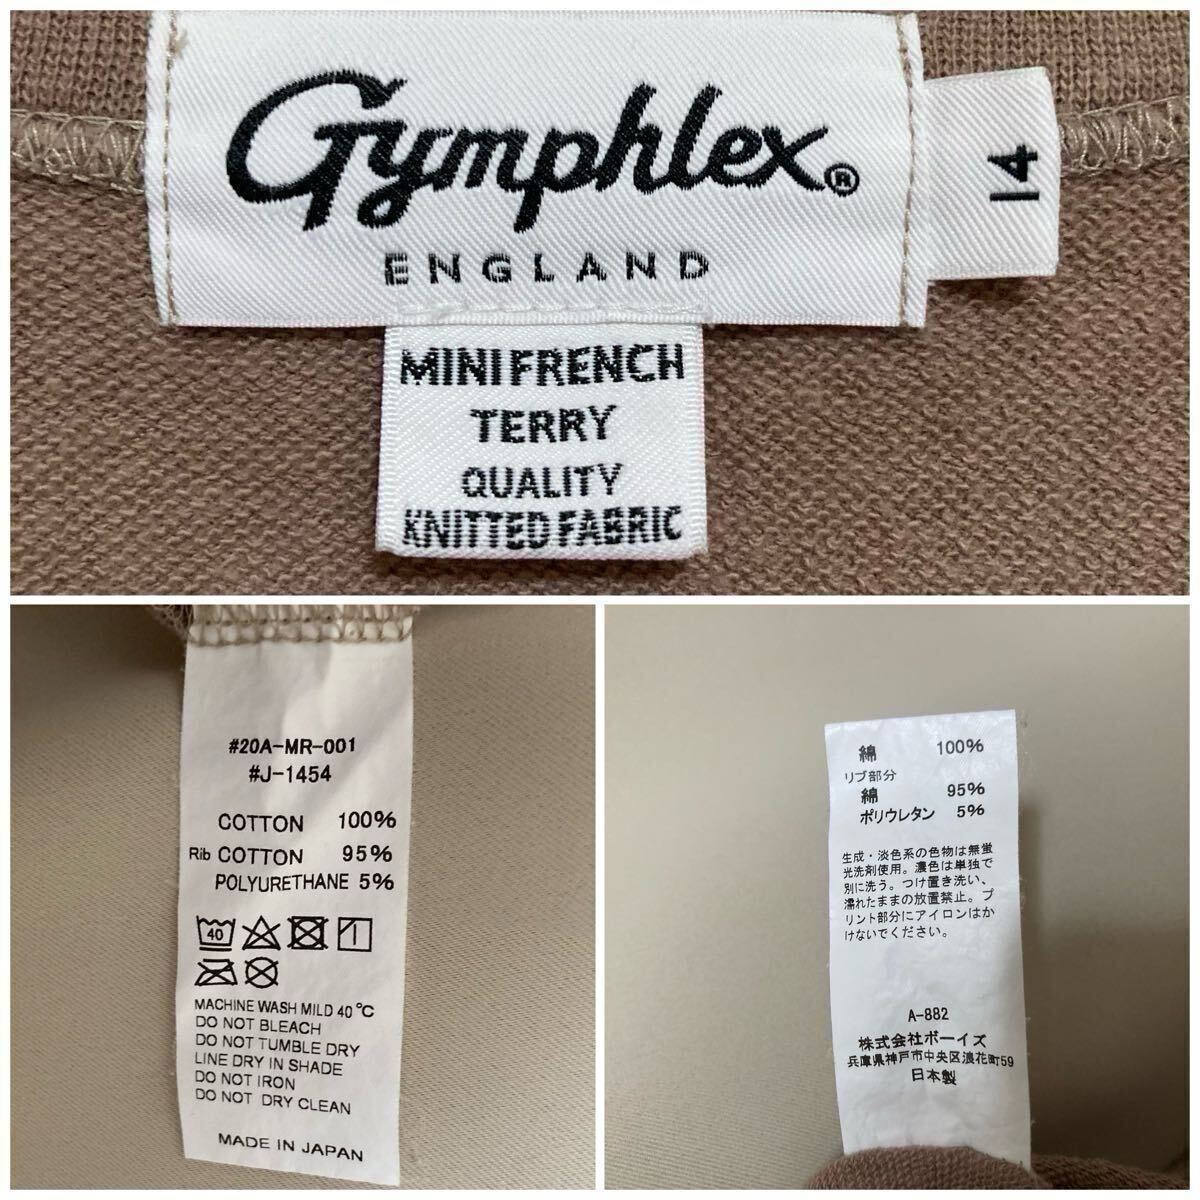 Gymphlex®
ENGLAND
14
MINI FRENCH
TERRY
QUALITY
KNITTED FABRIC
#20A-MR-001
#J-1454
COTTON 100%
Rib COTTON 95%
POLYURETHANE 5%
40
MACHINE WASH MILD 40 °C
DO NOT BLEACH
DO NOT TUMBLE DRY
LINE DRY IN SHADE
DO NOT IRON
DO NOT DRY CLEAN
MADE IN JAPAN
綿 100%
リブ部分
綿 95%
ポリウレタン 5%
生成・淡色系の色物は無蛍
光洗剤使用。濃色は単独で
別に洗う。つけ置き洗い、
濡れたままの放置禁止。プ
リント部分にアイロンはか
けないでください。
A-882
株式会社ボーイズ
兵庫県神戸市中央区浪花町59
日本製